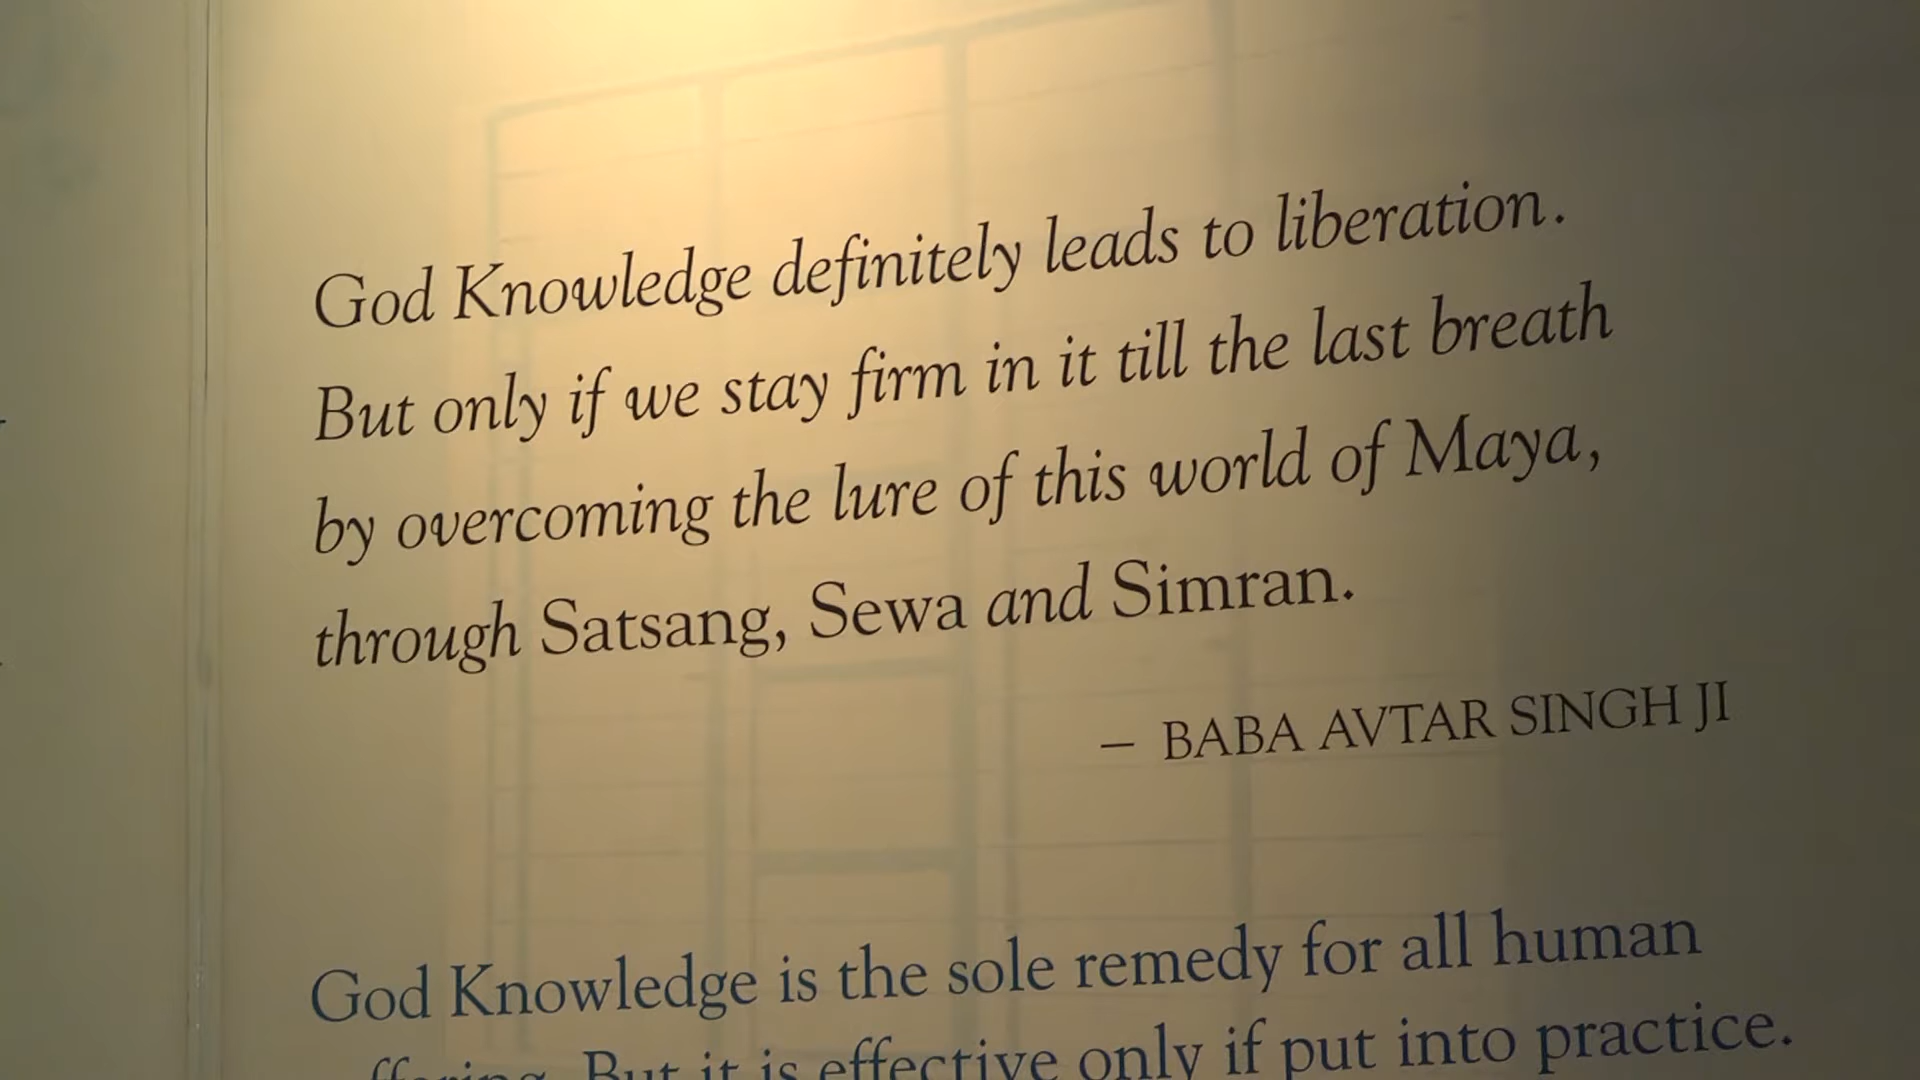 God Knowledge definitely leads to liberation.
But only if we stay firm in it till the last breath
by overcoming the lure of this world of Maya,
through Satsang, Sewa and Simran.
– BABA AVTAR SINGH JI
God Knowledge is the sole remedy for all human
But it is effective only if put into practice.